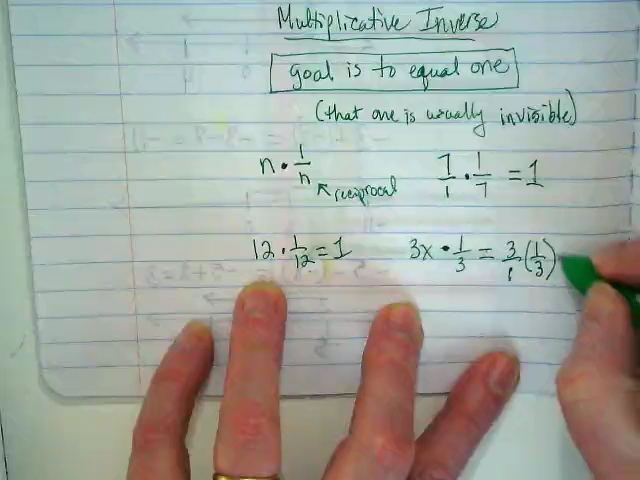 Multiplicative Inverse
Goal is to equal one
(that one is usually invisible)
n · 1/n
↖ reciprocal
7/1 · 1/7 = 1
12 · 1/12 = 1
3x · 1/3 = 3/1 (1/3)